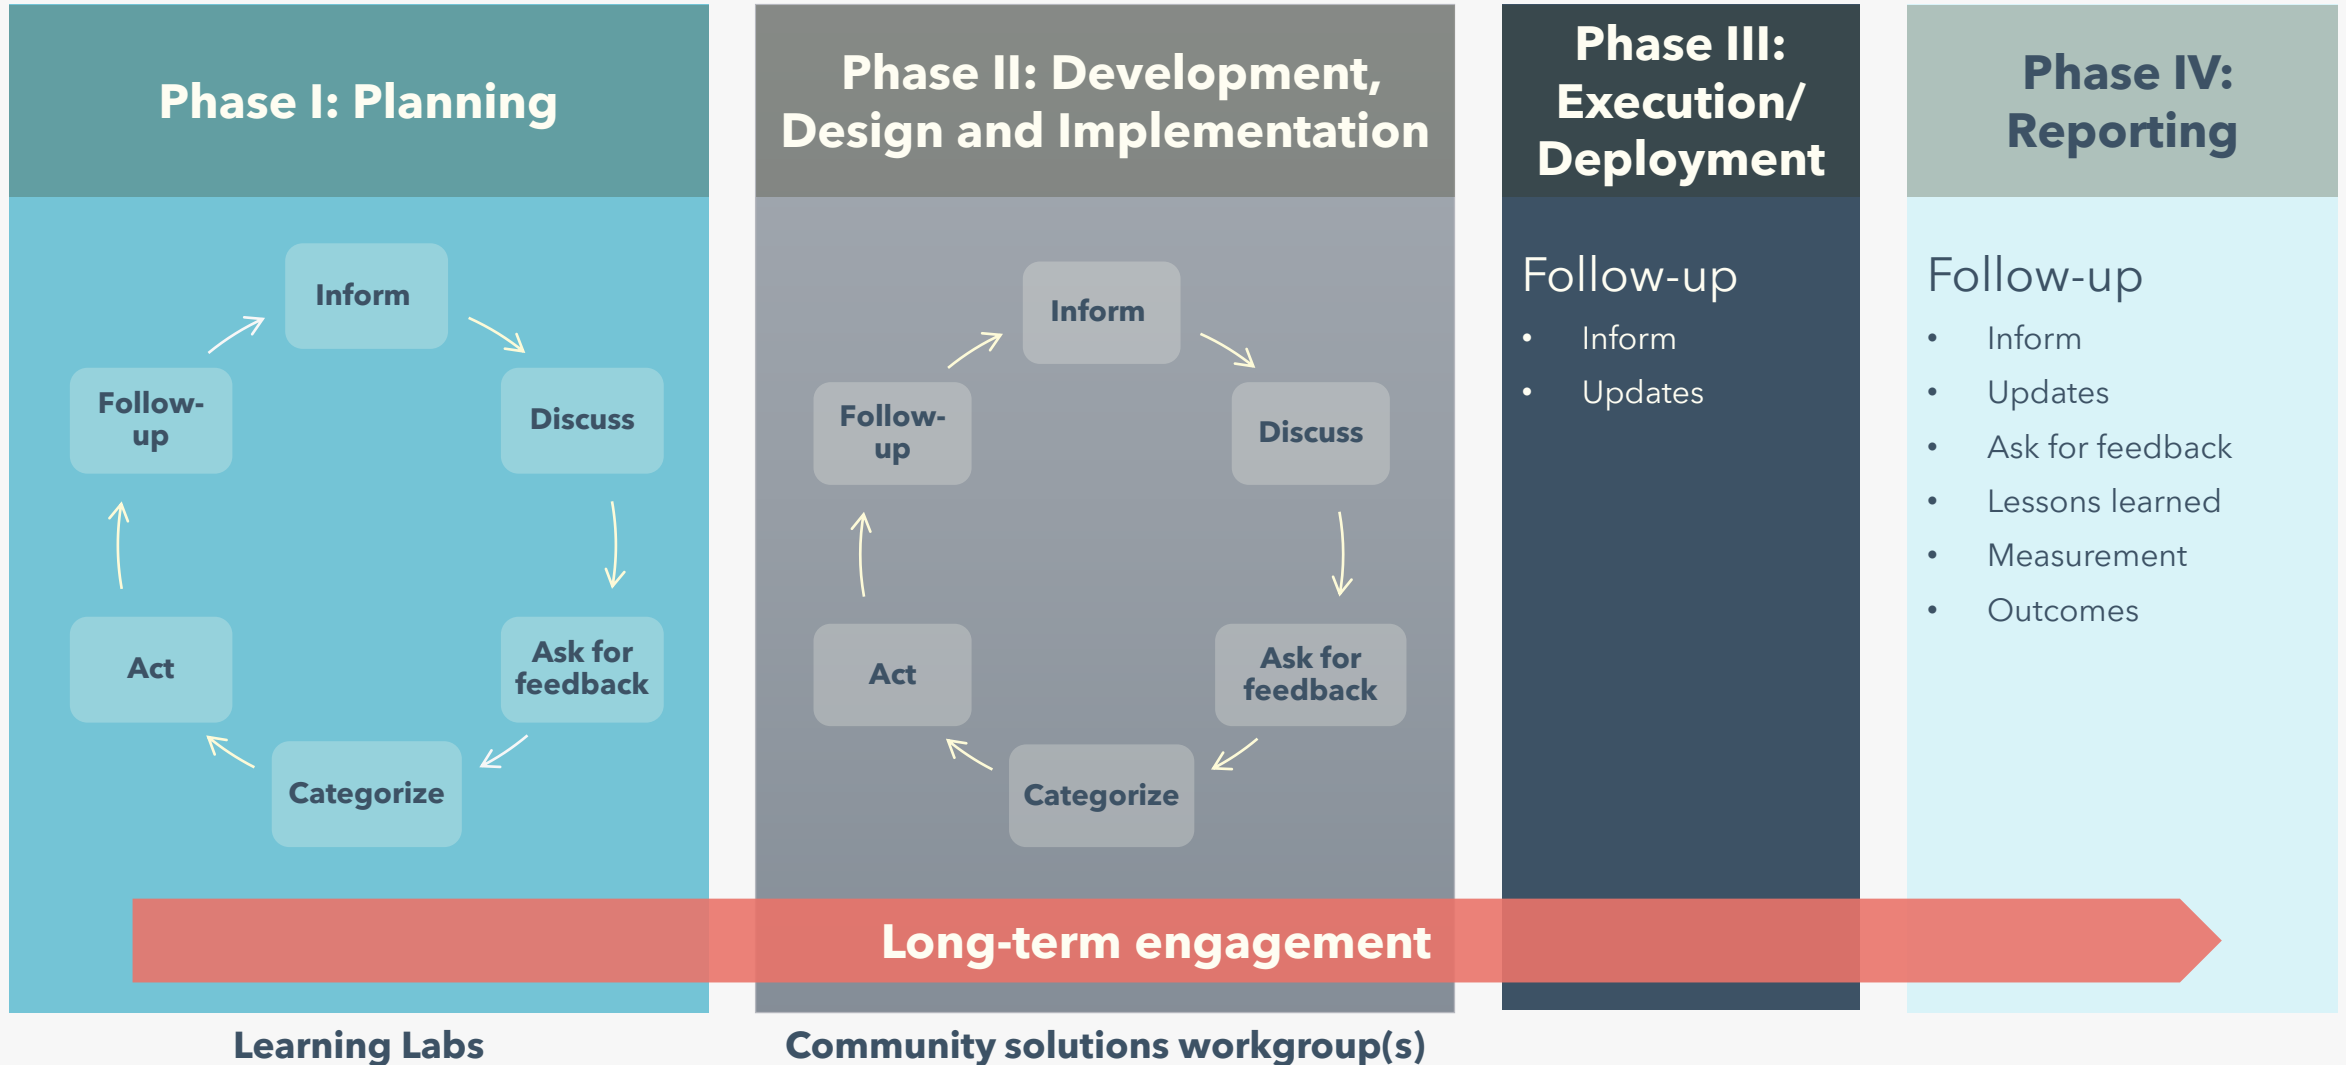 Phase I: Planning
Inform
Discuss
Ask for
feedback
Categorize
Act
Follow-
up
Phase II: Development,
Design and Implementation
Inform
Discuss
Ask for
feedback
Categorize
Act
Follow-
up
Phase III:
Execution/
Deployment
Follow-up
• Inform
• Updates
Phase IV:
Reporting
Follow-up
• Inform
• Updates
• Ask for feedback
• Lessons learned
• Measurement
• Outcomes
Long-term engagement
Learning Labs
Community solutions workgroup(s)